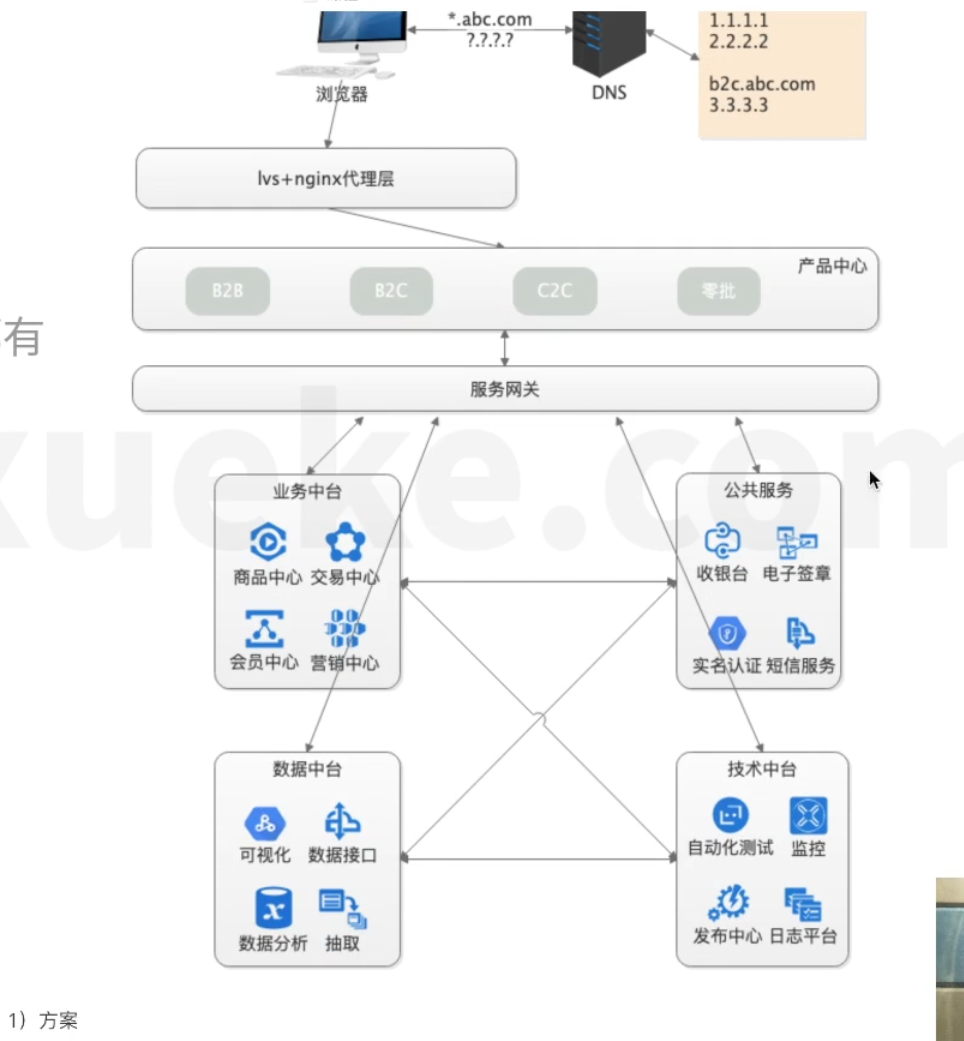 *.abc.com
?.?.?.?
1.1.1.1
2.2.2.2
b2c.abc.com
3.3.3.3
浏览器
DNS
lvs+nginx代理层
产品中心
B2B
B2C
C2C
零批
有
服务网关
xueke.com
业务中台
商品中心
交易中心
会员中心
营销中心
公共服务
收银台
电子签章
实名认证
短信服务
数据中台
可视化
数据接口
数据分析
抽取
技术中台
自动化测试
监控
发布中心
日志平台
1）方案